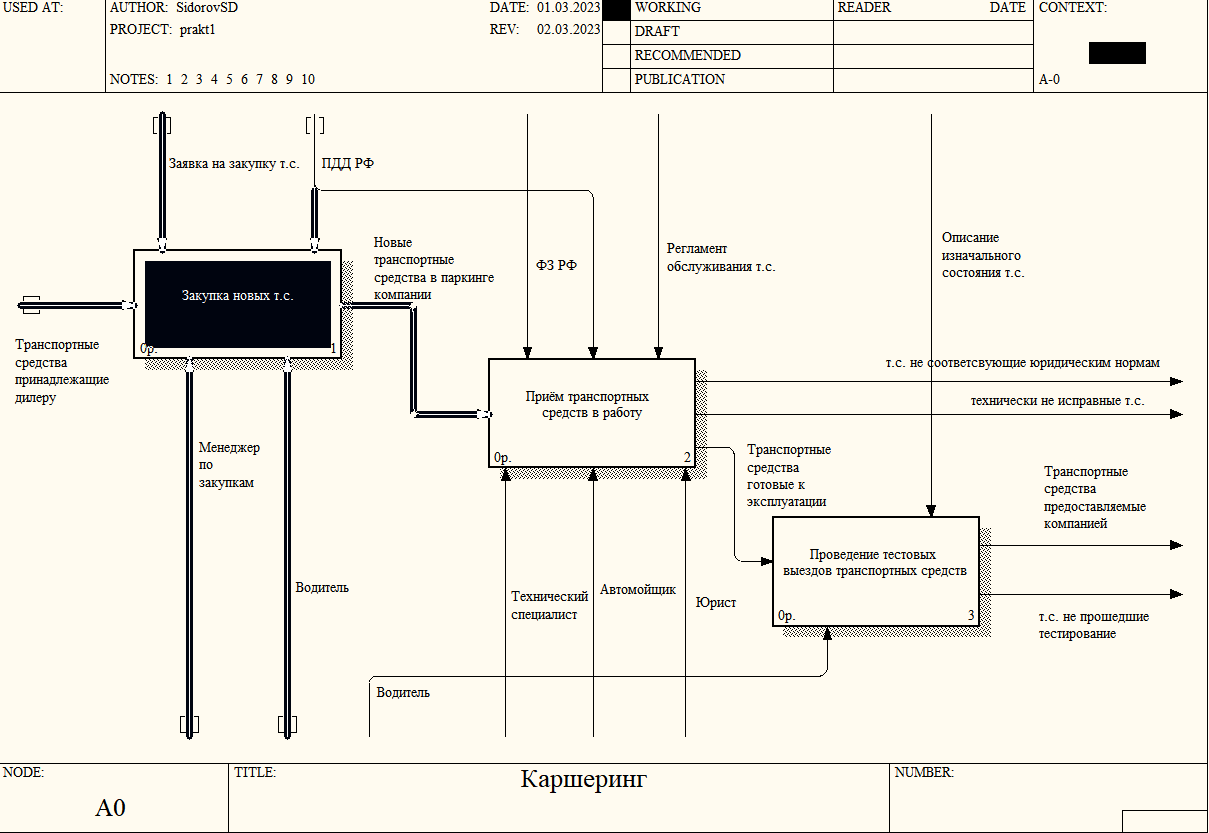 USED AT:
AUTHOR: SidorovSD
DATE: 01.03.2023
WORKING
READER
DATE
CONTEXT:
PROJECT: prakt1
REV: 02.03.2023
DRAFT
RECOMMENDED
NOTES: 1 2 3 4 5 6 7 8 9 10
PUBLICATION
A-0
Заявка на закупку т.с.
ПДД РФ
Новые
транспортные
средства в паркинге
компании
ФЗ РФ
Регламент
обслуживания т.с.
Описание
изначального
состояния т.с.
Закупка новых т.с.
0р.
1
Транспортные
средства
принадлежащие
дилеру
т.с. не соответсвующие юридическим нормам
Приём транспортных
средств в работу
0р.
2
технически не исправные т.с.
Менеджер
по
закупкам
Транспортные
средства
готовые к
эксплуатации
Транспортные
средства
предоставляемые
компанией
Проведение тестовых
выездов транспортных средств
0р.
3
Водитель
Технический
специалист
Автомойщик
Юрист
т.с. не прошедшие
тестирование
Водитель
NODE:
TITLE:
NUMBER:
A0
Каршеринг